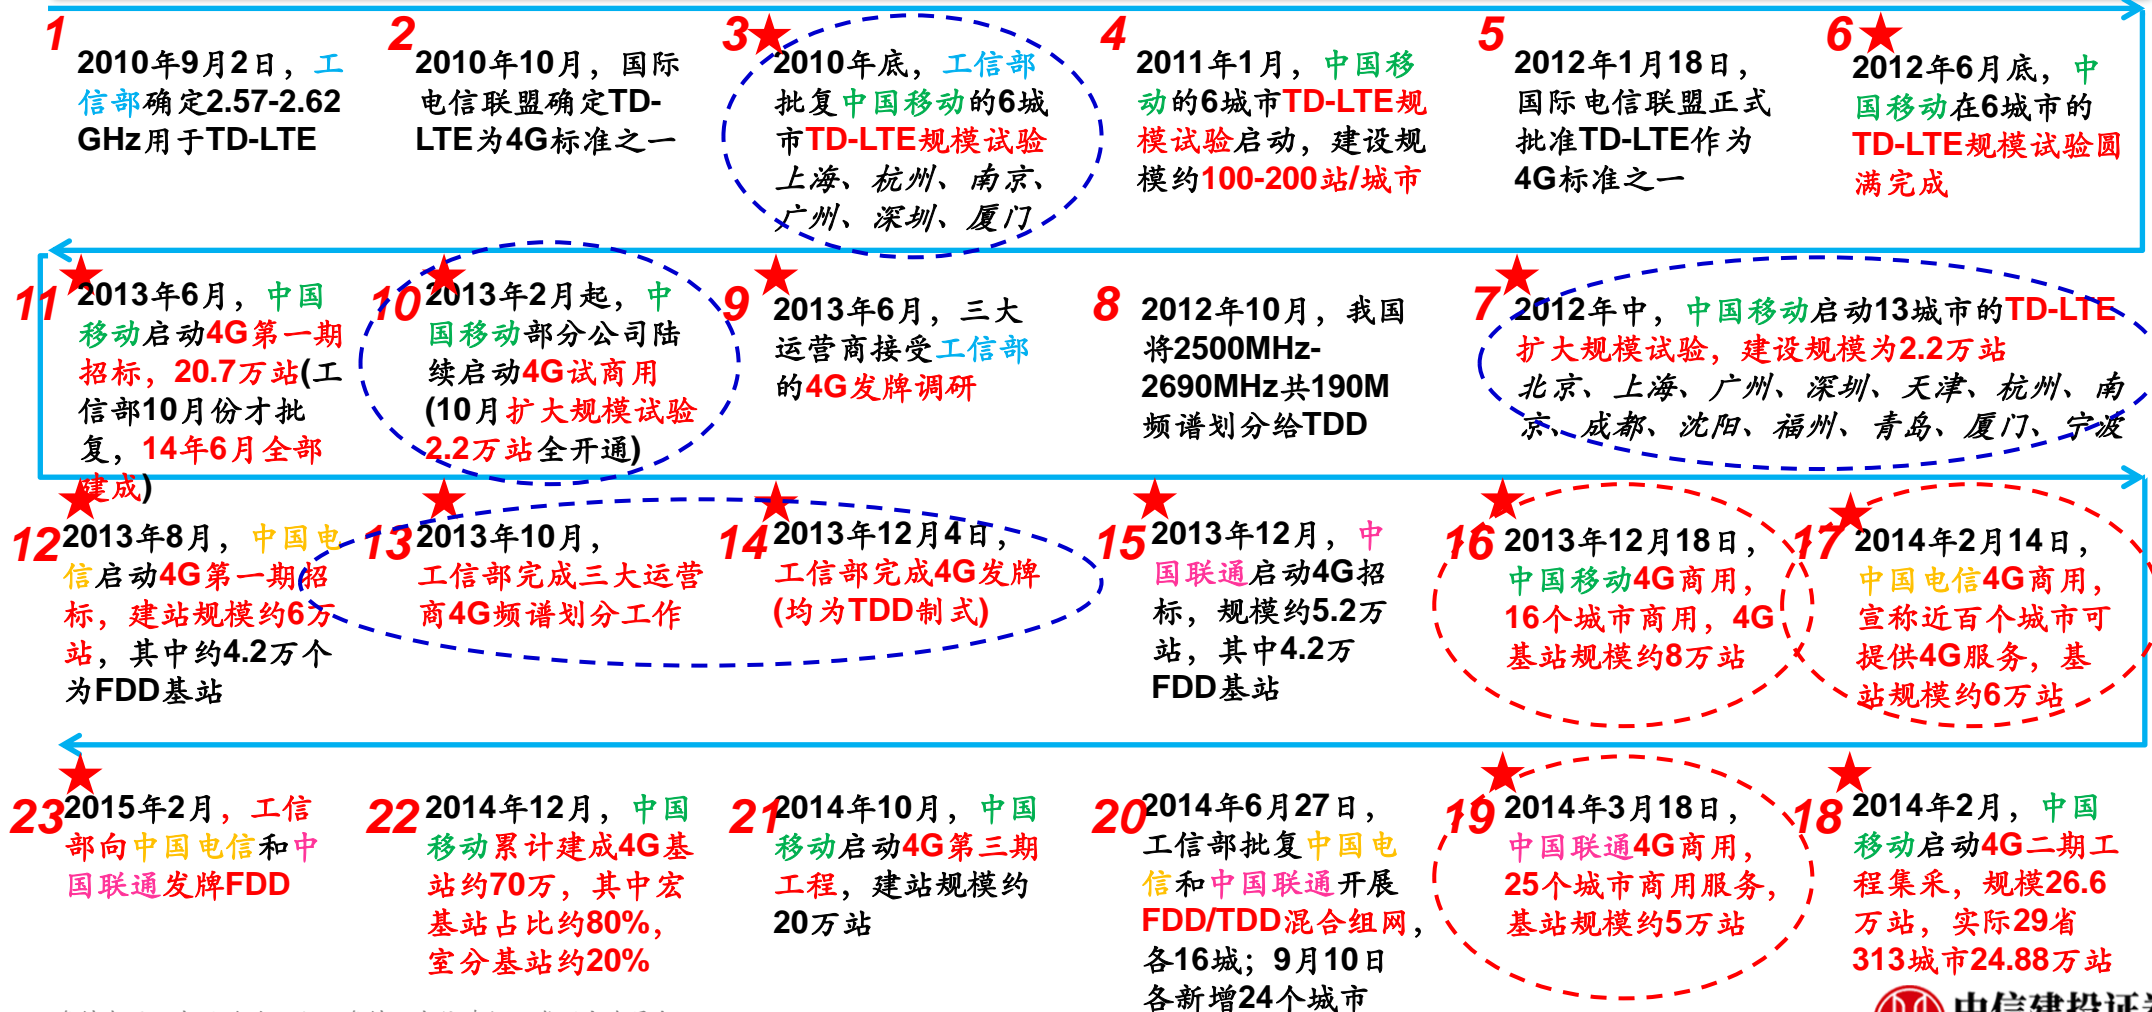 1
2010年9月2日，工
信部确定2.57-2.62
GHz用于TD-LTE
2
2010年10月，国际
电信联盟确定TD-
LTE为4G标准之一
3
2010年底，工信部
批复中国移动的6城
市TD-LTE规模试验
上海、杭州、南京、
广州、深圳、厦门
4
2011年1月，中国移
动的6城市TD-LTE规
模试验启动，建设规
模约100-200站/城市
5
2012年1月18日，
国际电信联盟正式
批准TD-LTE作为
4G标准之一
6
2012年6月底，中
国移动在6城市的
TD-LTE规模试验圆
满完成
11
2013年6月，中国
移动启动4G第一期
招标，20.7万站(工
信部10月份才批
复，14年6月全部
建成)
10
2013年2月起，中
国移动部分公司陆
续启动4G试商用
(10月扩大规模试验
2.2万站全开通)
9
2013年6月，三大
运营商接受工信部
的4G发牌调研
8
2012年10月，我国
将2500MHz-
2690MHz共190M
频谱划分给TDD
7
2012年中，中国移动启动13城市的TD-LTE
扩大规模试验，建设规模为2.2万站
北京、上海、广州、深圳、天津、杭州、南
京、成都、沈阳、福州、青岛、厦门、宁波
12
2013年8月，中国电
信启动4G第一期招
标，建站规模约6万
站，其中约4.2万个
为FDD基站
13
2013年10月，
工信部完成三大运营
商4G频谱划分工作
14
2013年12月4日，
工信部完成4G发牌
(均为TDD制式)
15
2013年12月，中
国联通启动4G招
标，规模约5.2万
站，其中4.2万
FDD基站
16
2013年12月18日，
中国移动4G商用，
16个城市商用，4G
基站规模约8万站
17
2014年2月14日，
中国电信4G商用，
宣称近百个城市可
提供4G服务，基
站规模约6万站
23
2015年2月，工信
部向中国电信和中
国联通发牌FDD
22
2014年12月，中国
移动累计建成4G基
站约70万，其中宏
基站占比约80%，
室分基站约20%
21
2014年10月，中国
移动启动4G第三期
工程，建站规模约
20万站
20
2014年6月27日，
工信部批复中国电
信和中国联通开展
FDD/TDD混合组网，
各16城；9月10日
各新增24个城市
19
2014年3月18日，
中国联通4G商用，
25个城市商用服务，
基站规模约5万站
18
2014年2月，中国
移动启动4G二期工
程集采，规模26.6
万站，实际29省
313城市24.88万站
中信建投证券